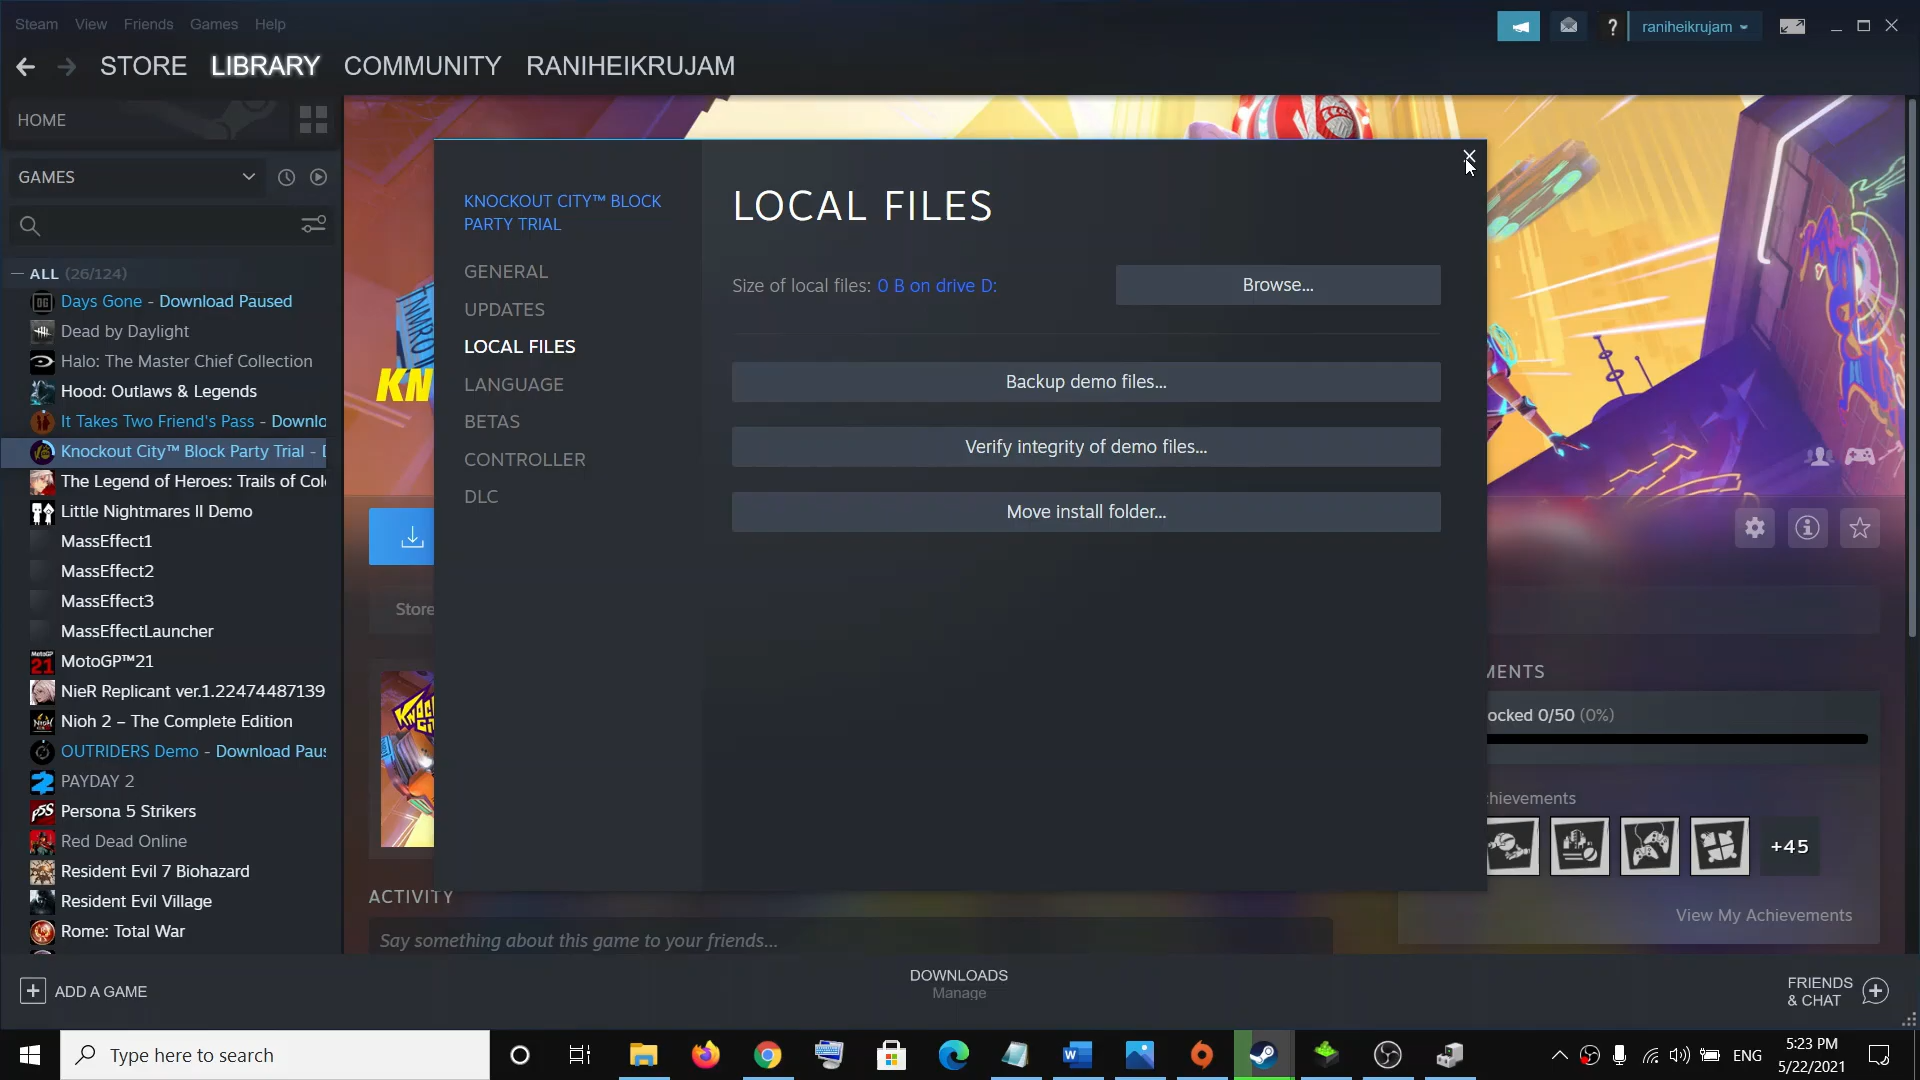 Steam View Friends Games Help
raniheikrujam
STORE LIBRARY COMMUNITY RANIHEIKRUJAM
HOME
GAMES
ALL (26/124)
Days Gone - Download Paused
Dead by Daylight
Halo: The Master Chief Collection
Hood: Outlaws & Legends
It Takes Two Friend's Pass - Downlo
Knockout City™ Block Party Trial - D
The Legend of Heroes: Trails of Col
Little Nightmares II Demo
MassEffect1
MassEffect2
MassEffect3
MassEffectLauncher
MotoGP™21
NieR Replicant ver.1.22474487139
Nioh 2 – The Complete Edition
OUTRIDERS Demo - Download Paus
PAYDAY 2
Persona 5 Strikers
Red Dead Online
Resident Evil 7 Biohazard
Resident Evil Village
Rome: Total War
ADD A GAME
KNOCKOUT CITY™ BLOCK
PARTY TRIAL
GENERAL
UPDATES
LOCAL FILES
LANGUAGE
BETAS
CONTROLLER
DLC
LOCAL FILES
Size of local files: 0 B on drive D:
Browse...
Backup demo files...
Verify integrity of demo files...
Move install folder...
KN
Store
MENTS
ocked 0/50 (0%)
chievements
+45
View My Achievements
ACTIVITY
Say something about this game to your friends...
DOWNLOADS
Manage
FRIENDS
& CHAT
Type here to search
ENG
5:23 PM
5/22/2021